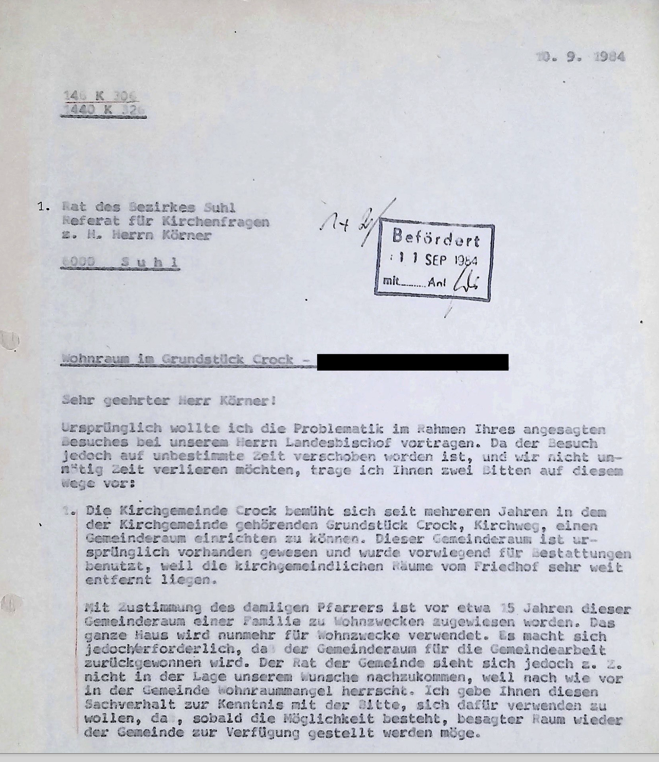 10. 9. 1984
146 K 304
1440 K 326
1. Rat des Bezirkes Suhl
Referat für Kirchenfragen
z. H. Herrn Körner
6000 S u h l
1+2/
Befördert
11 SEP 1984
mit........Anl
Wohnraum im Grundstück Crock -
Sehr geehrter Herr Körner!
Ursprünglich wollte ich die Problematik im Rahmen Ihres angesagten
Besuches bei unserem Herrn Landesbischof vortragen. Da der Besuch
jedoch auf unbestimmte Zeit verschoben worden ist, und wir nicht un-
nötig Zeit verlieren möchten, trage ich Ihnen zwei Bitten auf diesem
Wege vor:
1. Die Kirchgemeinde Crock bemüht sich seit mehreren Jahren in dem
der Kirchgemeinde gehörenden Grundstück Crock, Kirchweg, einen
Gemeinderaum einrichten zu können. Dieser Gemeinderaum ist ur-
sprünglich vorhanden gewesen und wurde vorwiegend für Bestattungen
benutzt, weil die kirchgemeindlichen Räume vom Friedhof sehr weit
entfernt liegen.
Mit Zustimmung des damligen Pfarrers ist vor etwa 15 Jahren dieser
Gemeinderaum einer Familie zu Wohnzwecken zugewiesen worden. Das
ganze Haus wird nunmehr für Wohnzwecke verwendet. Es macht sich
jedoch erforderlich, da der Gemeinderaum für die Gemeindearbeit
zurückgewonnen wird. Der Rat der Gemeinde sieht sich jedoch z. Z.
nicht in der Lage unserem Wunsche nachzukommen, weil nach wie vor
in der Gemeinde Wohnraummangel herrscht. Ich gebe Ihnen diesen
Sachverhalt zur Kenntnis mit der Bitte, sich dafür verwenden zu
wollen, da , sobald die Möglichkeit besteht, besagter Raum wieder
der Gemeinde zur Verfügung gestellt werden möge.